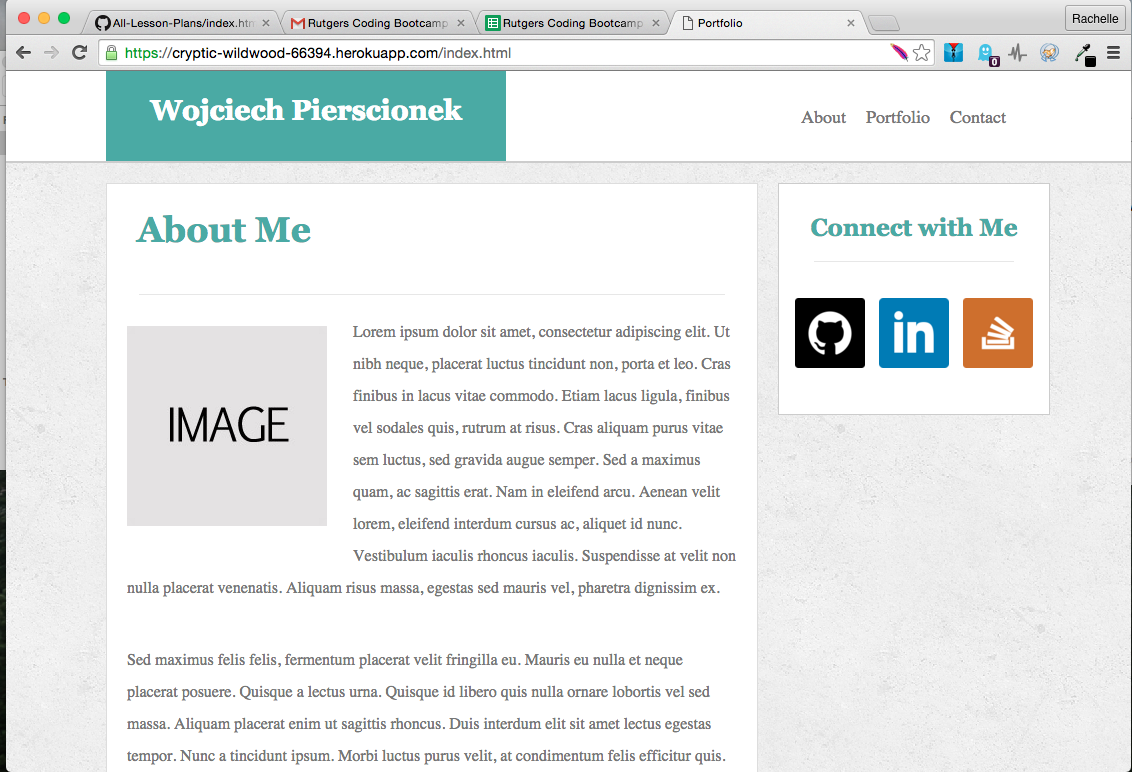 All-Lesson-Plans/index.htm
Rutgers Coding Bootcamp
Rutgers Coding Bootcamp
Portfolio
Rachelle
https://cryptic-wildwood-66394.herokuapp.com/index.html
0
Wojciech Pierscionek
About Portfolio Contact
About Me
Connect with Me
IMAGE
in
Lorem ipsum dolor sit amet, consectetur adipiscing elit. Ut
nibh neque, placerat luctus tincidunt non, porta et leo. Cras
finibus in lacus vitae commodo. Etiam lacus ligula, finibus
vel sodales quis, rutrum at risus. Cras aliquam purus vitae
sem luctus, sed gravida augue semper. Sed a maximus
quam, ac sagittis erat. Nam in eleifend arcu. Aenean velit
lorem, eleifend interdum cursus ac, aliquet id nunc.
Vestibulum iaculis rhoncus iaculis. Suspendisse at velit non
nulla placerat venenatis. Aliquam risus massa, egestas sed mauris vel, pharetra dignissim ex.
Sed maximus felis felis, fermentum placerat velit fringilla eu. Mauris eu nulla et neque
placerat posuere. Quisque a lectus urna. Quisque id libero quis nulla ornare lobortis vel sed
massa. Aliquam placerat enim ut sagittis rhoncus. Duis interdum elit sit amet lectus egestas
tempor. Nunc a tincidunt ipsum. Morbi luctus purus velit, at condimentum felis efficitur quis.